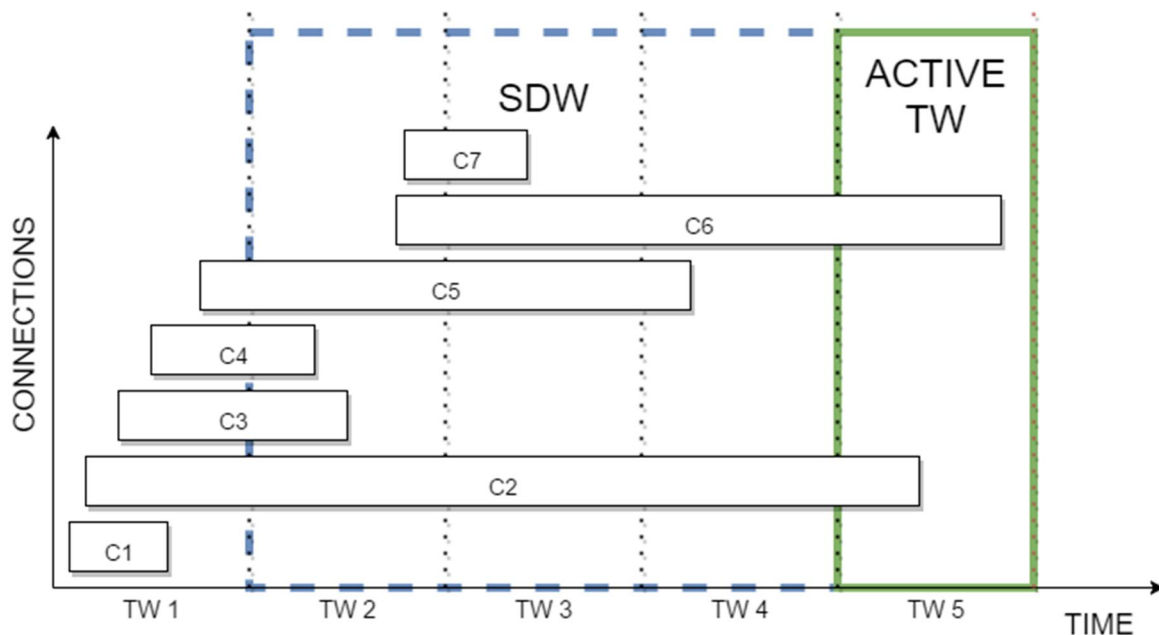 SDW
ACTIVE
TW
C7
C6
C5
C4
C3
C2
C1
CONNECTIONS
TW 1
TW 2
TW 3
TW 4
TW 5
TIME